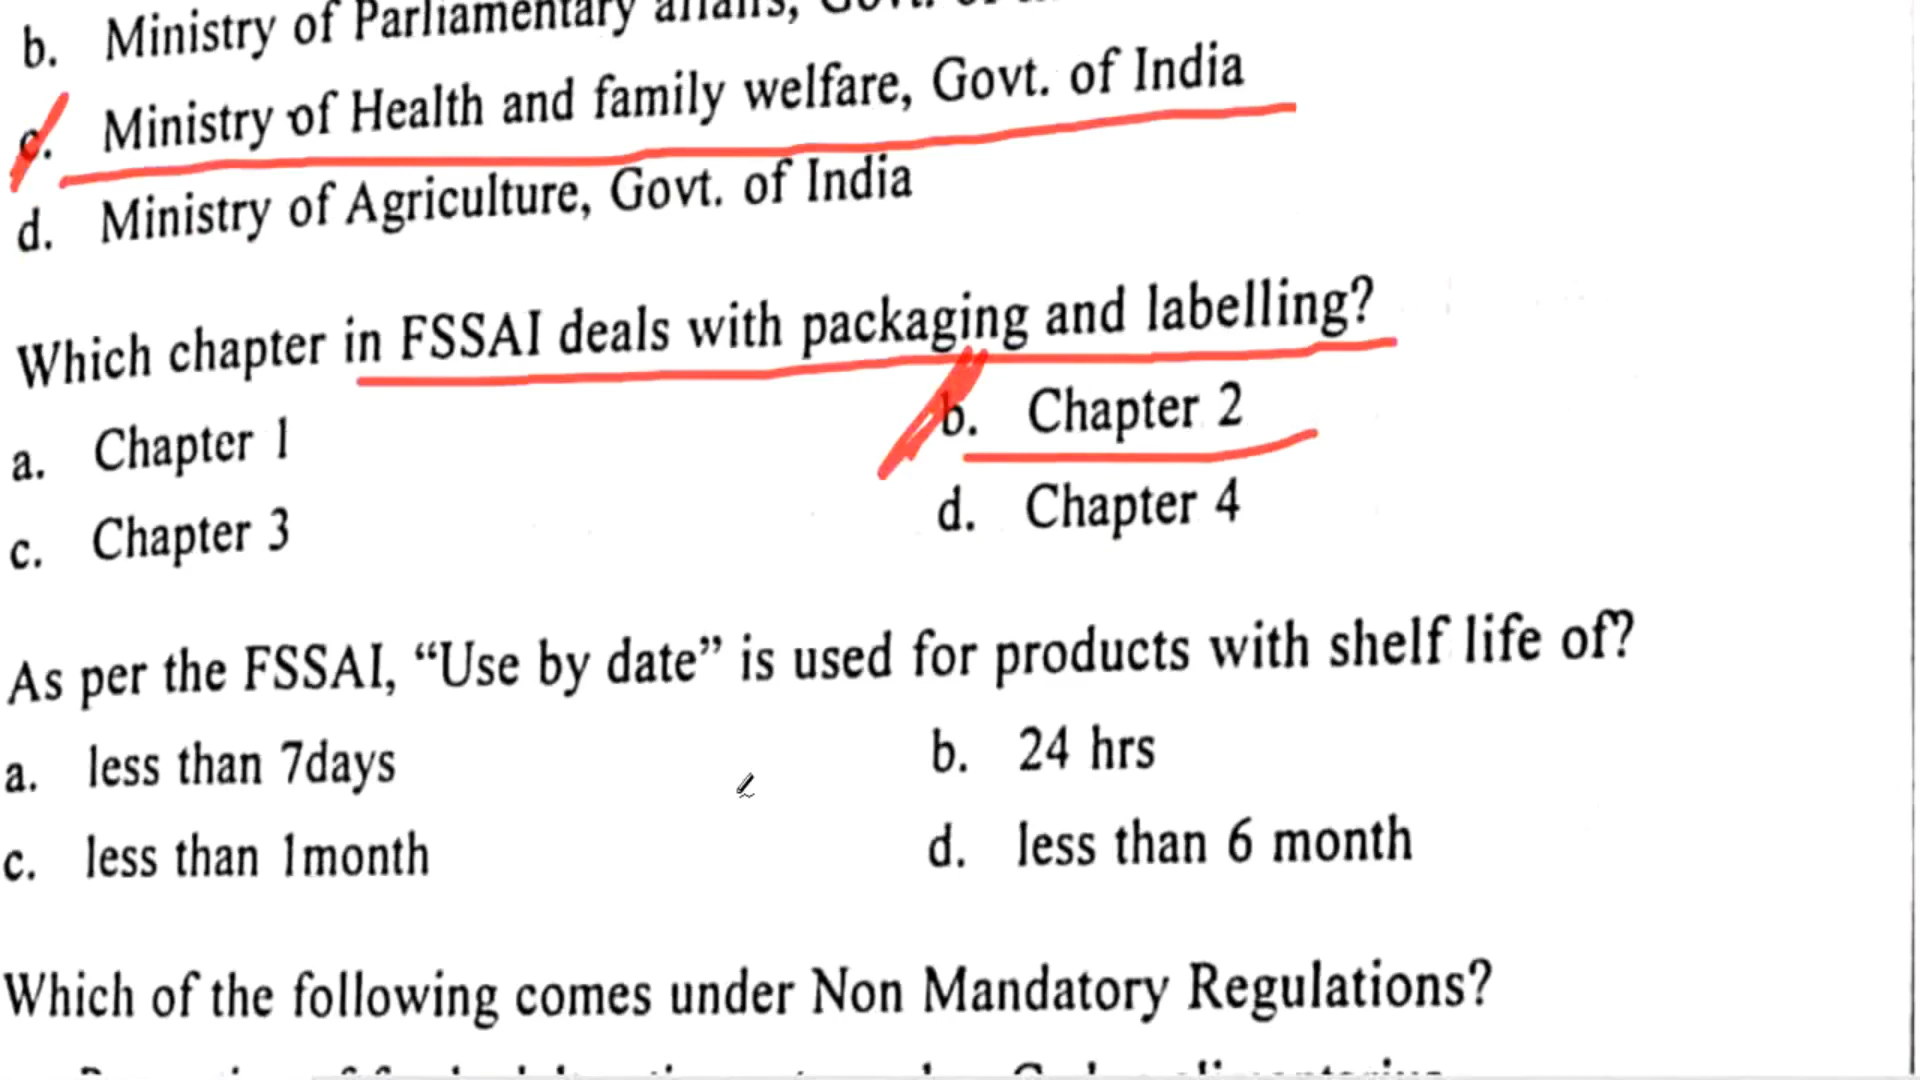 b. Ministry of Parliamentary affairs, Govt. of
c. Ministry of Health and family welfare, Govt. of India
d. Ministry of Agriculture, Govt. of India
Which chapter in FSSAI deals with packaging and labelling?
a. Chapter 1
b. Chapter 2
c. Chapter 3
d. Chapter 4
As per the FSSAI, “Use by date” is used for products with shelf life of?
a. less than 7days
b. 24 hrs
c. less than 1month
d. less than 6 month
Which of the following comes under Non Mandatory Regulations?